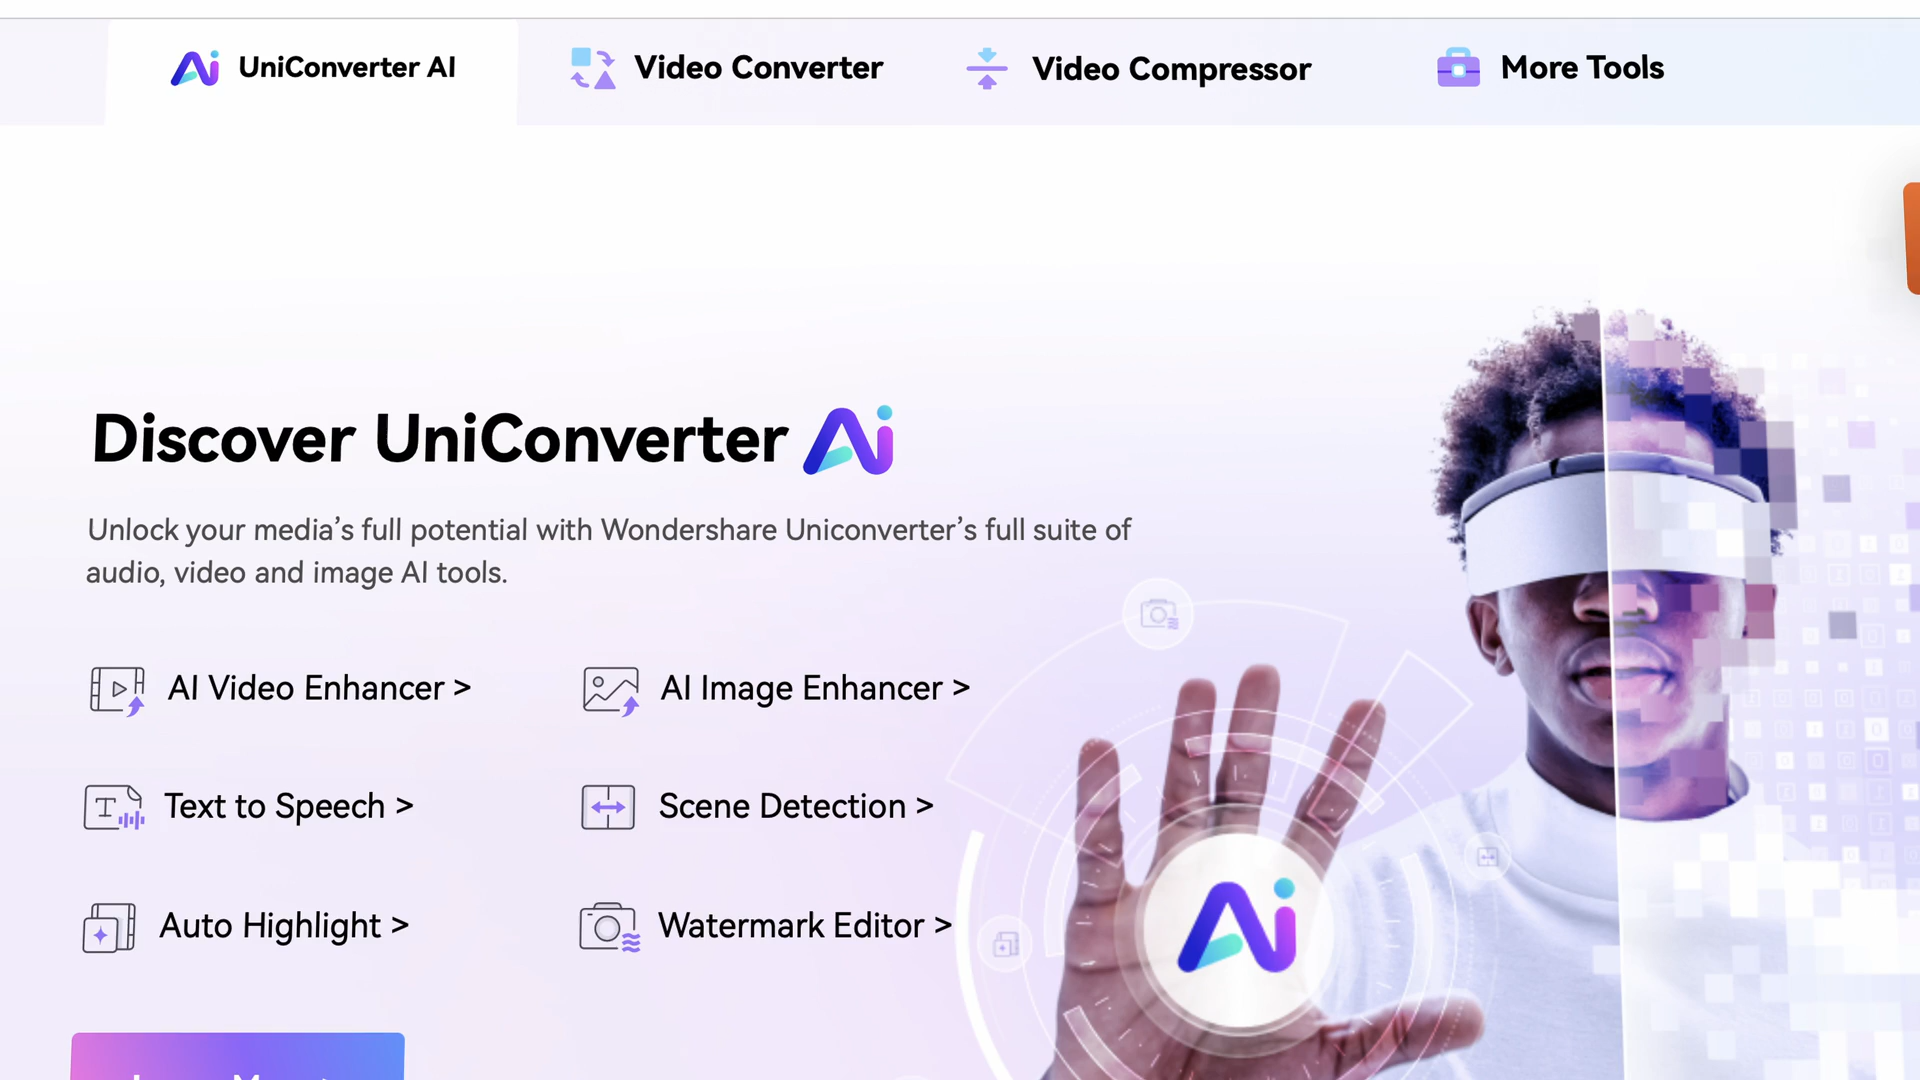 UniConverter AI
Video Converter
Video Compressor
More Tools
Discover UniConverter Ai
Unlock your media’s full potential with Wondershare Uniconverter’s full suite of
audio, video and image AI tools.
AI Video Enhancer >
AI Image Enhancer >
Text to Speech >
Scene Detection >
Auto Highlight >
Watermark Editor >
Ai